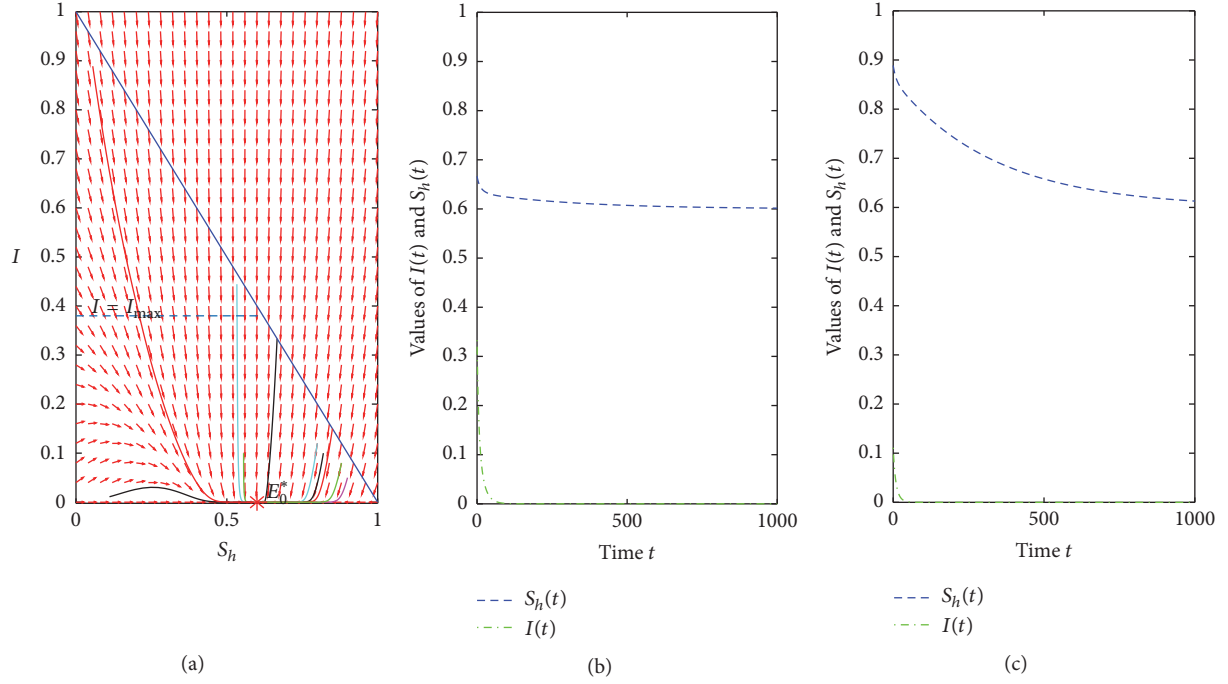 1
0.9
0.8
0.7
0.6
0.5
0.4
0.3
0.2
0.1
0
I
I = I_max
E_0^*
0 0.5 1
S_h
(a)
1
0.9
0.8
0.7
0.6
0.5
0.4
0.3
0.2
0.1
0
Values of I(t) and S_h(t)
0 500 1000
Time t
S_h(t)
I(t)
(b)
1
0.9
0.8
0.7
0.6
0.5
0.4
0.3
0.2
0.1
0
Values of I(t) and S_h(t)
0 500 1000
Time t
S_h(t)
I(t)
(c)